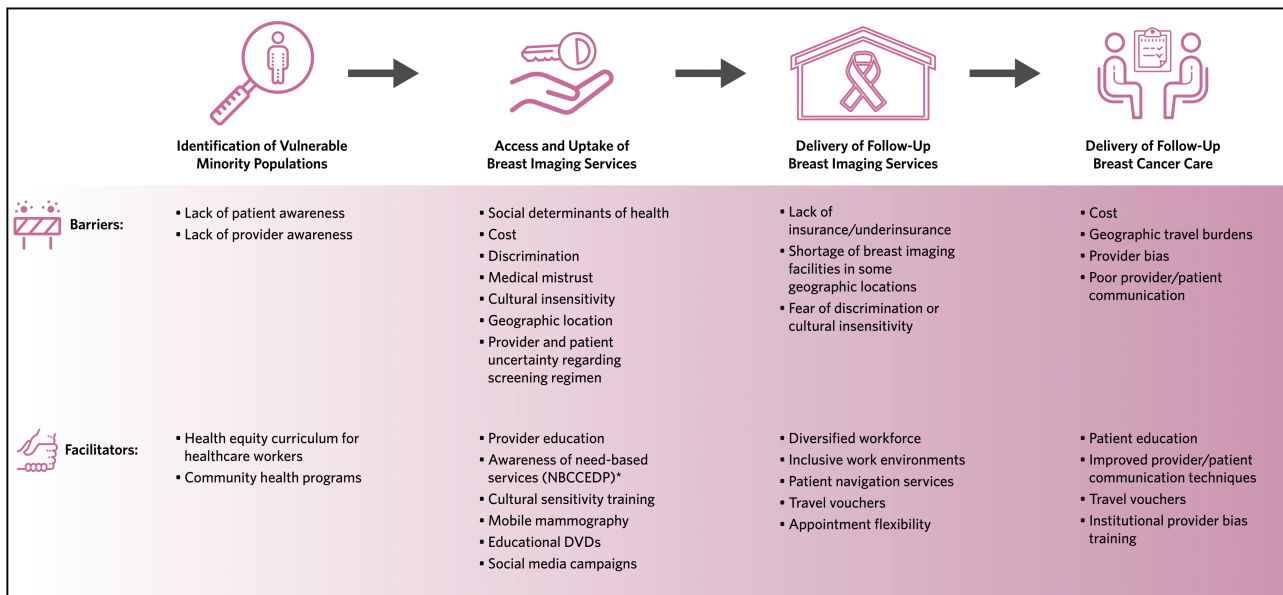 Identification of Vulnerable
Minority Populations
Access and Uptake of
Breast Imaging Services
Delivery of Follow-Up
Breast Imaging Services
Delivery of Follow-Up
Breast Cancer Care
Barriers:
• Lack of patient awareness
• Lack of provider awareness
• Social determinants of health
• Cost
• Discrimination
• Medical mistrust
• Cultural insensitivity
• Geographic location
• Provider and patient
uncertainty regarding
screening regimen
• Lack of
insurance/underinsurance
• Shortage of breast imaging
facilities in some
geographic locations
• Fear of discrimination or
cultural insensitivity
• Cost
• Geographic travel burdens
• Provider bias
• Poor provider/patient
communication
Facilitators:
• Health equity curriculum for
healthcare workers
• Community health programs
• Provider education
• Awareness of need-based
services (NBCCEDP)*
• Cultural sensitivity training
• Mobile mammography
• Educational DVDs
• Social media campaigns
• Diversified workforce
• Inclusive work environments
• Patient navigation services
• Travel vouchers
• Appointment flexibility
• Patient education
• Improved provider/patient
communication techniques
• Travel vouchers
• Institutional provider bias
training